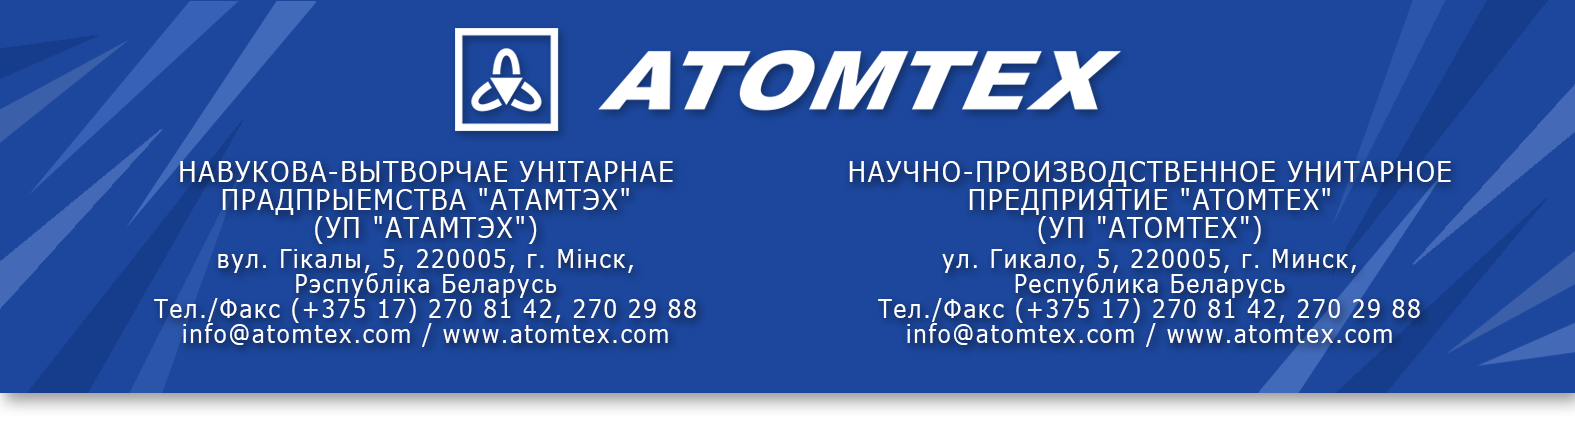 ATOMTEX
НАВУКОВА-ВЫТВОРЧАЕ УНІТАРНАЕ
ПРАДПРЫЕМСТВА "АТАМТЭХ"
(УП "АТАМТЭХ")
вул. Гікалы, 5, 220005, г. Мінск,
Рэспубліка Беларусь
Тел./Факс (+375 17) 270 81 42, 270 29 88
info@atomtex.com / www.atomtex.com
НАУЧНО-ПРОИЗВОДСТВЕННОЕ УНИТАРНОЕ
ПРЕДПРИЯТИЕ "АТОМТЕХ"
(УП "АТОМТЕХ")
ул. Гикало, 5, 220005, г. Минск,
Республика Беларусь
Тел./Факс (+375 17) 270 81 42, 270 29 88
info@atomtex.com / www.atomtex.com